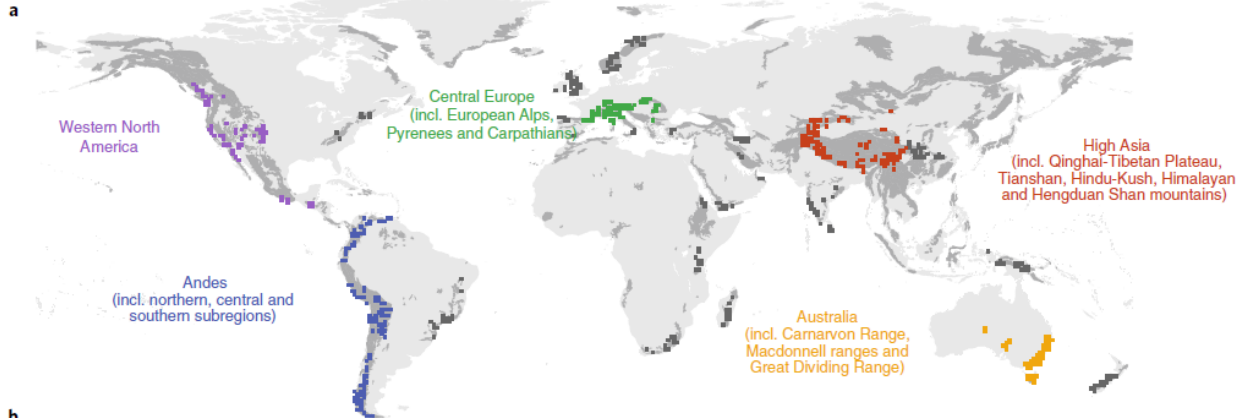 a
Western North
America
Central Europe
(incl. European Alps,
Pyrenees and Carpathians)
High Asia
(incl. Qinghai-Tibetan Plateau,
Tianshan, Hindu-Kush, Himalayan
and Hengduan Shan mountains)
Andes
(incl. northern, central and
southern subregions)
Australia
(incl. Carnarvon Range,
Macdonnell ranges and
Great Dividing Range)
b